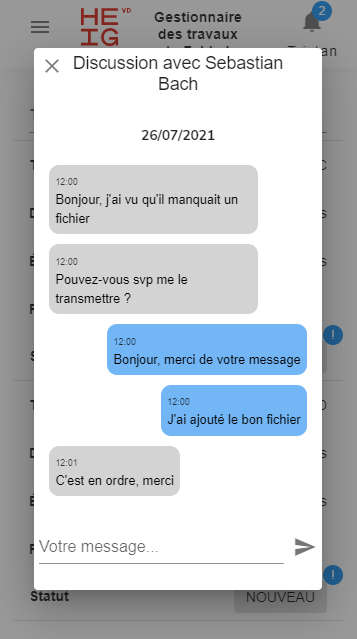 HE VD
IG
Gestionnaire
des travaux
2
Discussion avec Sebastian
Bach
26/07/2021
12:00
Bonjour, j'ai vu qu'il manquait un
fichier
12:00
Pouvez-vous svp me le
transmettre ?
12:00
Bonjour, merci de votre message
12:00
J'ai ajouté le bon fichier
12:01
C'est en ordre, merci
!
Votre message...
!
Statut
NOUVEAU